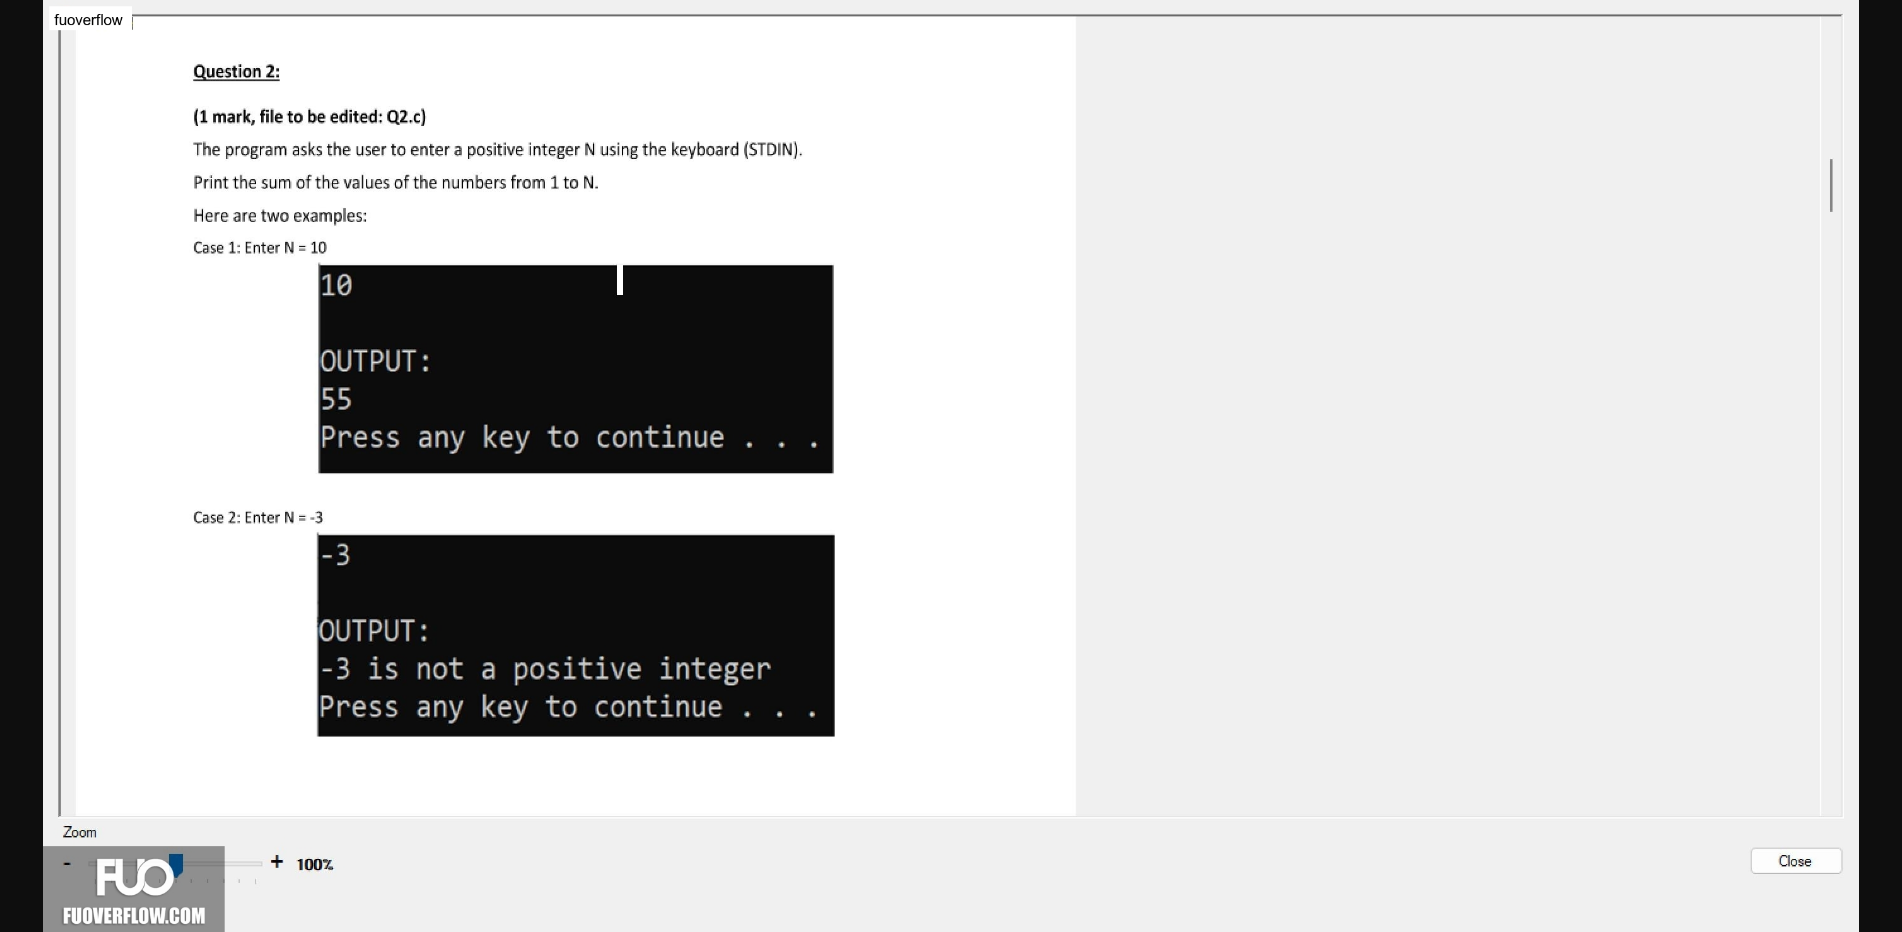 fuoverflow
Question 2:
(1 mark, file to be edited: Q2.c)
The program asks the user to enter a positive integer N using the keyboard (STDIN).
Print the sum of the values of the numbers from 1 to N.
Here are two examples:
Case 1: Enter N = 10
10
OUTPUT:
55
Press any key to continue . . .
Case 2: Enter N = -3
-3
OUTPUT:
-3 is not a positive integer
Press any key to continue . . .
Zoom
- + 100%
Close
FUO
FUOVERFLOW.COM